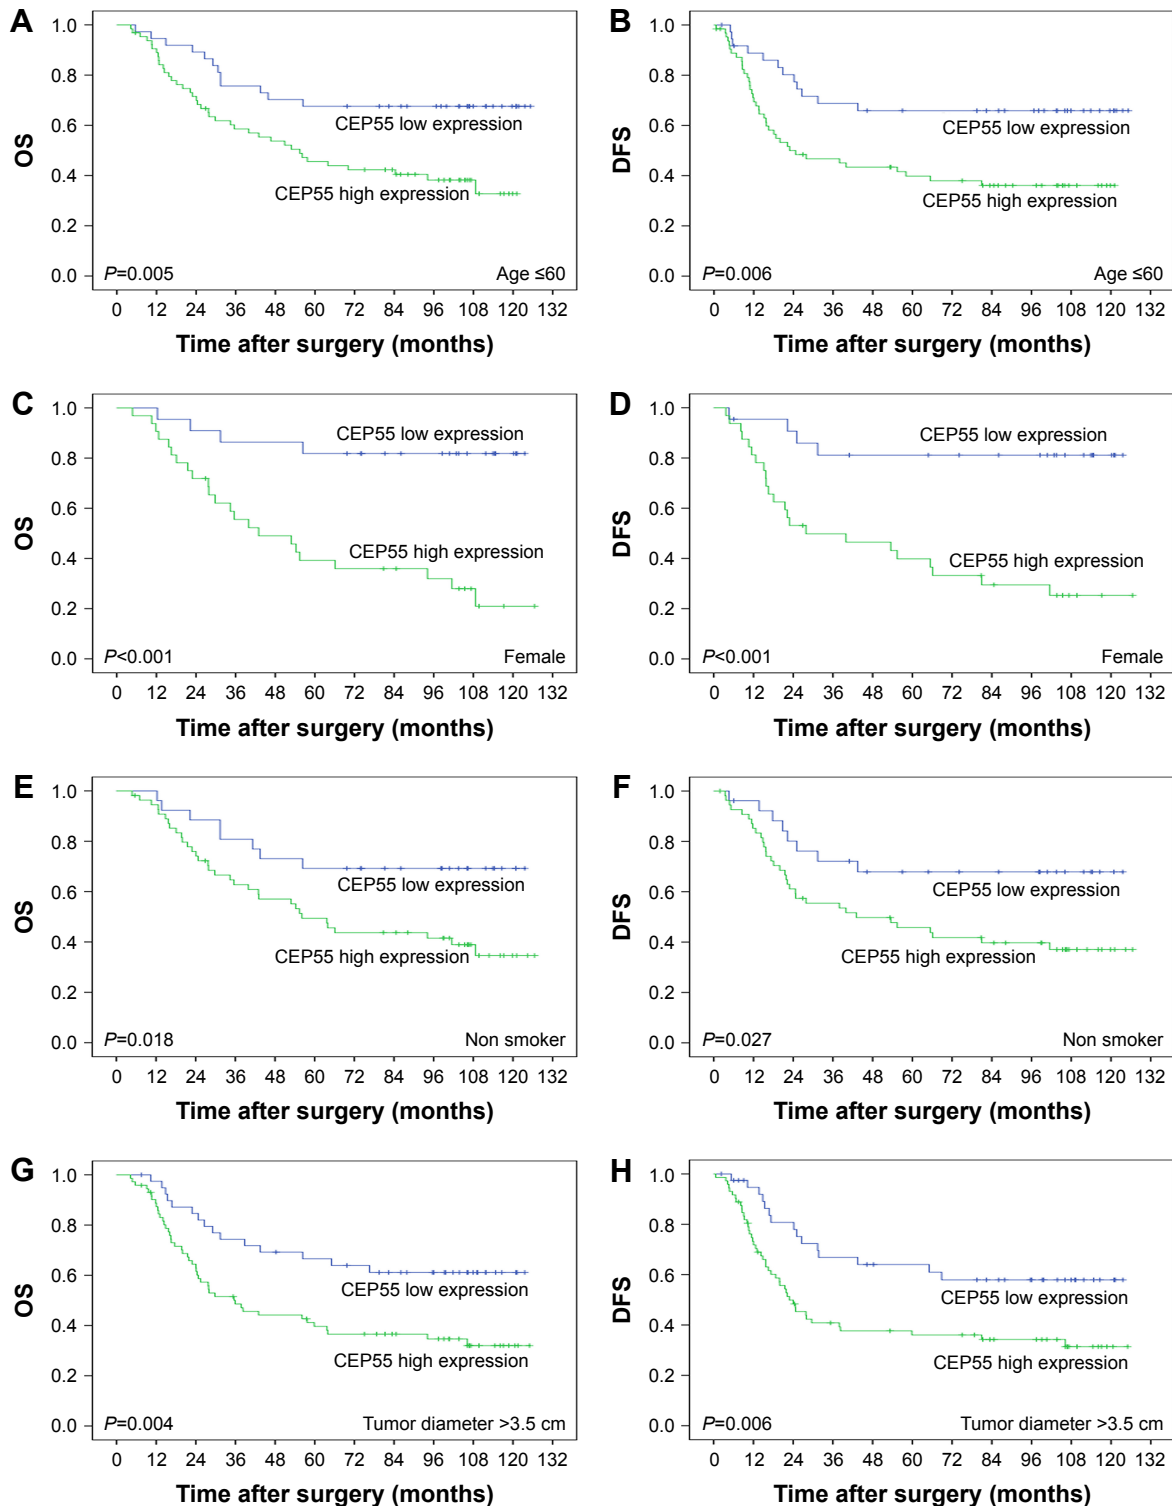 A
1.0
0.8
0.6
0.4
0.2
0.0
OS
CEP55 low expression
CEP55 high expression
P=0.005
Age ≤60
0 12 24 36 48 60 72 84 96 108 120 132
Time after surgery (months)
B
1.0
0.8
0.6
0.4
0.2
0.0
DFS
CEP55 low expression
CEP55 high expression
P=0.006
Age ≤60
0 12 24 36 48 60 72 84 96 108 120 132
Time after surgery (months)
C
1.0
0.8
0.6
0.4
0.2
0.0
OS
CEP55 low expression
CEP55 high expression
P<0.001
Female
0 12 24 36 48 60 72 84 96 108 120 132
Time after surgery (months)
D
1.0
0.8
0.6
0.4
0.2
0.0
DFS
CEP55 low expression
CEP55 high expression
P<0.001
Female
0 12 24 36 48 60 72 84 96 108 120 132
Time after surgery (months)
E
1.0
0.8
0.6
0.4
0.2
0.0
OS
CEP55 low expression
CEP55 high expression
P=0.018
Non smoker
0 12 24 36 48 60 72 84 96 108 120 132
Time after surgery (months)
F
1.0
0.8
0.6
0.4
0.2
0.0
DFS
CEP55 low expression
CEP55 high expression
P=0.027
Non smoker
0 12 24 36 48 60 72 84 96 108 120 132
Time after surgery (months)
G
1.0
0.8
0.6
0.4
0.2
0.0
OS
CEP55 low expression
CEP55 high expression
P=0.004
Tumor diameter >3.5 cm
0 12 24 36 48 60 72 84 96 108 120 132
Time after surgery (months)
H
1.0
0.8
0.6
0.4
0.2
0.0
DFS
CEP55 low expression
CEP55 high expression
P=0.006
Tumor diameter >3.5 cm
0 12 24 36 48 60 72 84 96 108 120 132
Time after surgery (months)